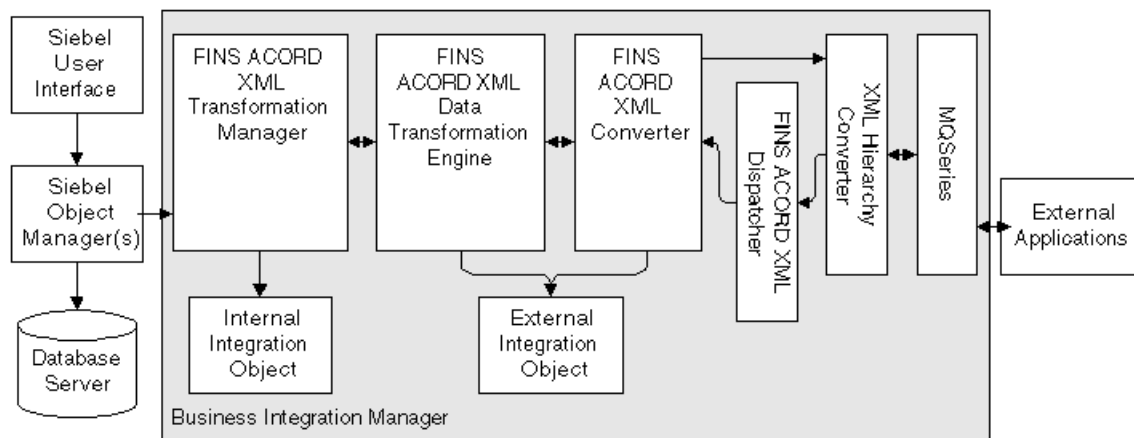 Siebel
User
Interface
Siebel
Object
Manager(s)
Database
Server
FINS ACORD
XML
Transformation
Manager
FINS
ACORD XML
Data
Transformation
Engine
FINS
ACORD XML
Converter
FINS ACORD XML
Dispatcher
XML Hierarchy
Converter
MQSeries
External
Applications
Internal
Integration
Object
External
Integration
Object
Business Integration Manager